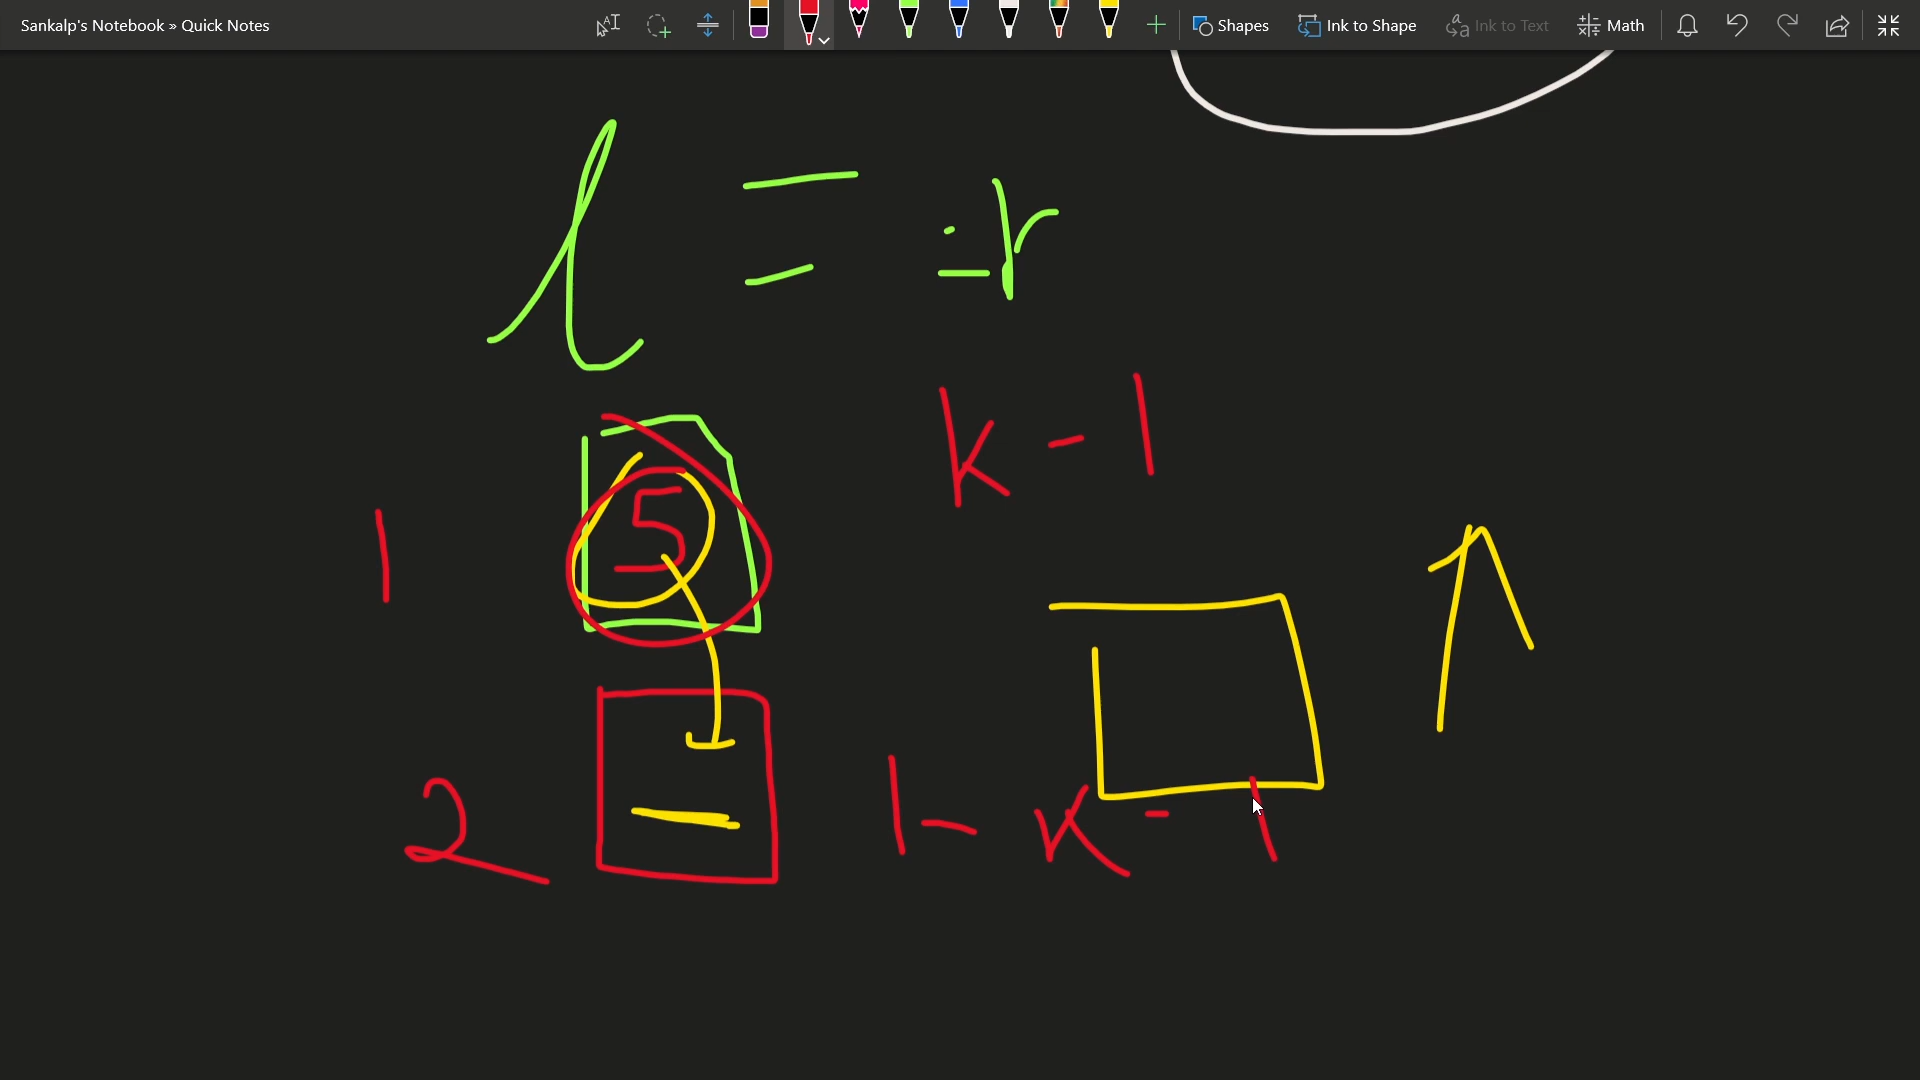 Sankalp's Notebook » Quick Notes
Shapes
Ink to Shape
Ink to Text
Math
l = r
k - 1
1 5
2 1 - k - 1